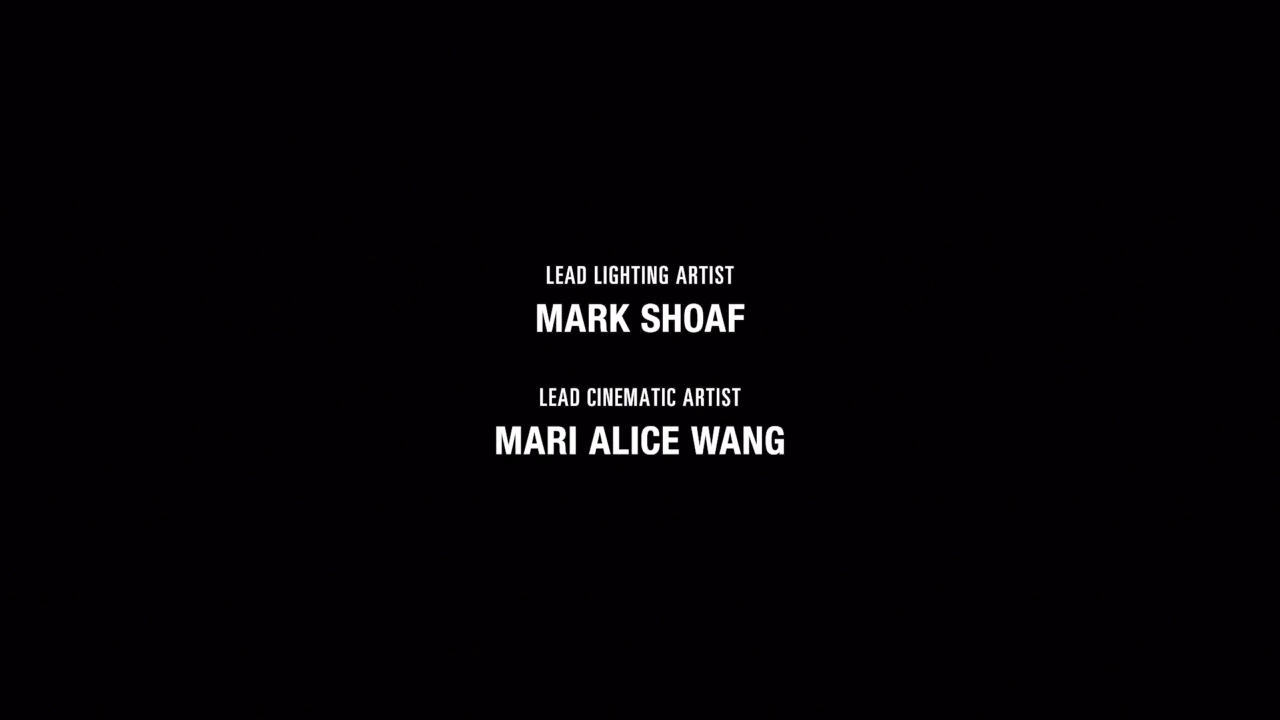 LEAD LIGHTING ARTIST
MARK SHOAF
LEAD CINEMATIC ARTIST
MARI ALICE WANG